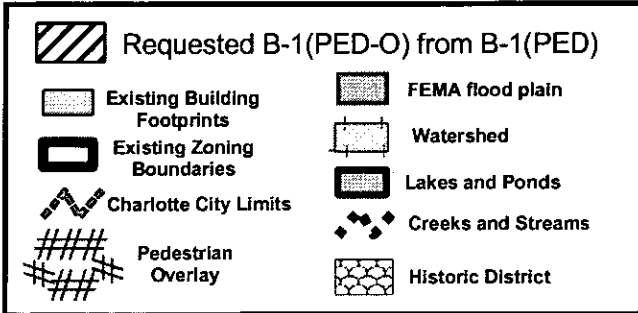 Requested B-1(PED-O) from B-1(PED)
Existing Building
Footprints
Existing Zoning
Boundaries
Charlotte City Limits
Pedestrian
Overlay
FEMA flood plain
Watershed
Lakes and Ponds
Creeks and Streams
Historic District